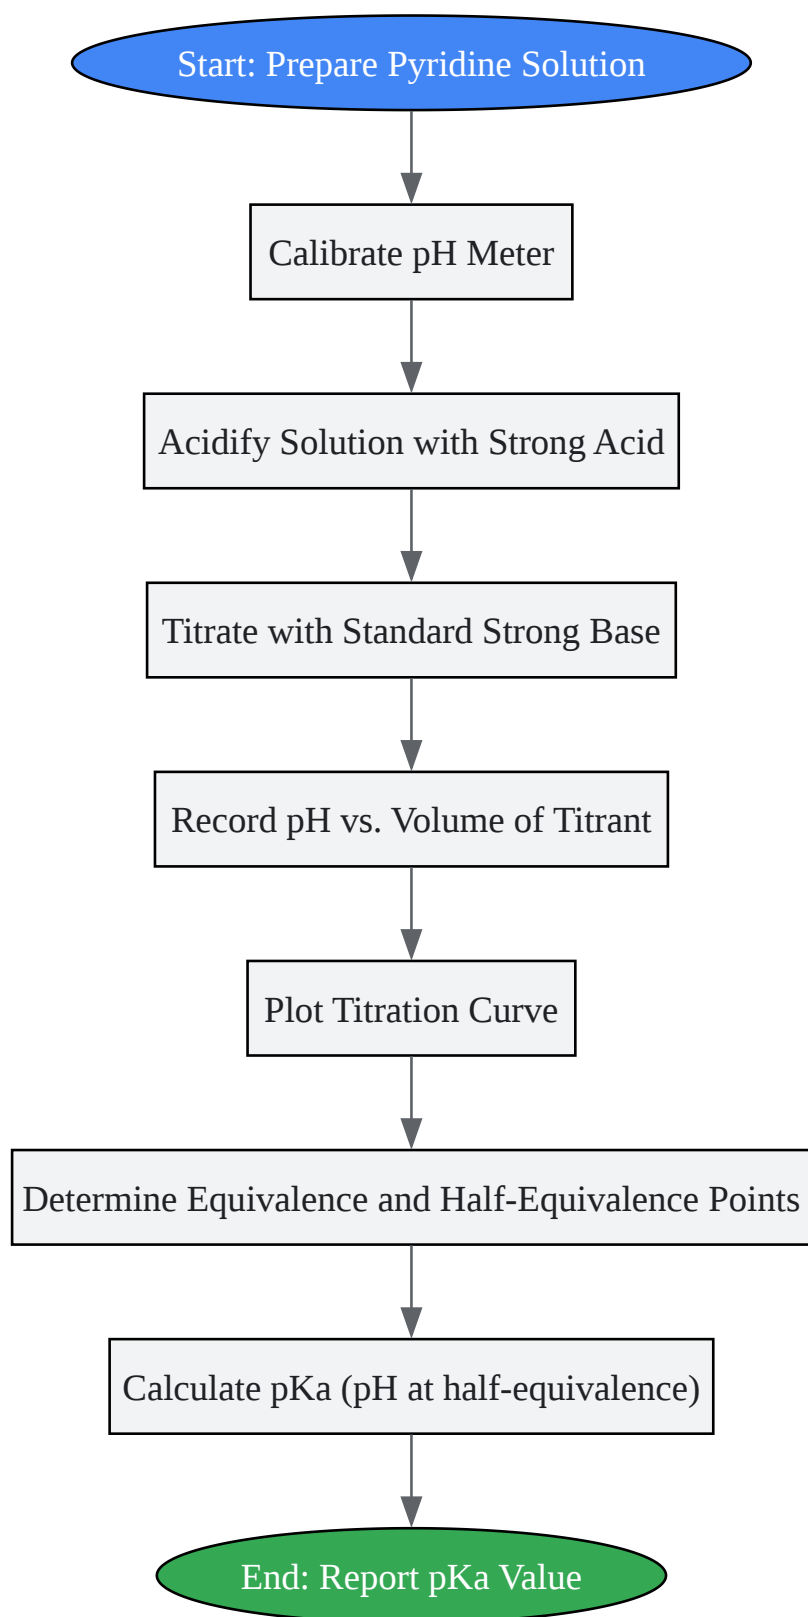 Start: Prepare Pyridine Solution
Calibrate pH Meter
Acidify Solution with Strong Acid
Titrate with Standard Strong Base
Record pH vs. Volume of Titrant
Plot Titration Curve
Determine Equivalence and Half-Equivalence Points
Calculate pKa (pH at half-equivalence)
End: Report pKa Value